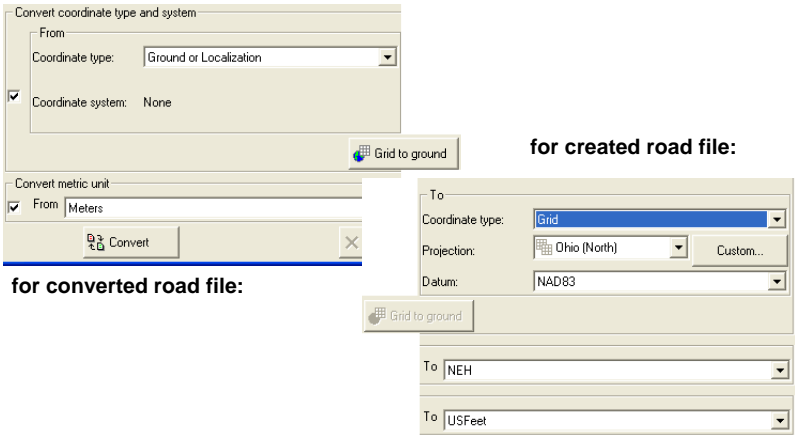 Convert coordinate type and system
From
Coordinate type: Ground or Localization
Coordinate system: None
Grid to ground
Convert metric unit
From Meters
Convert
for converted road file:
for created road file:
To
Coordinate type: Grid
Projection: Ohio (North) Custom...
Datum: NAD83
Grid to ground
To NEH
To USFeet